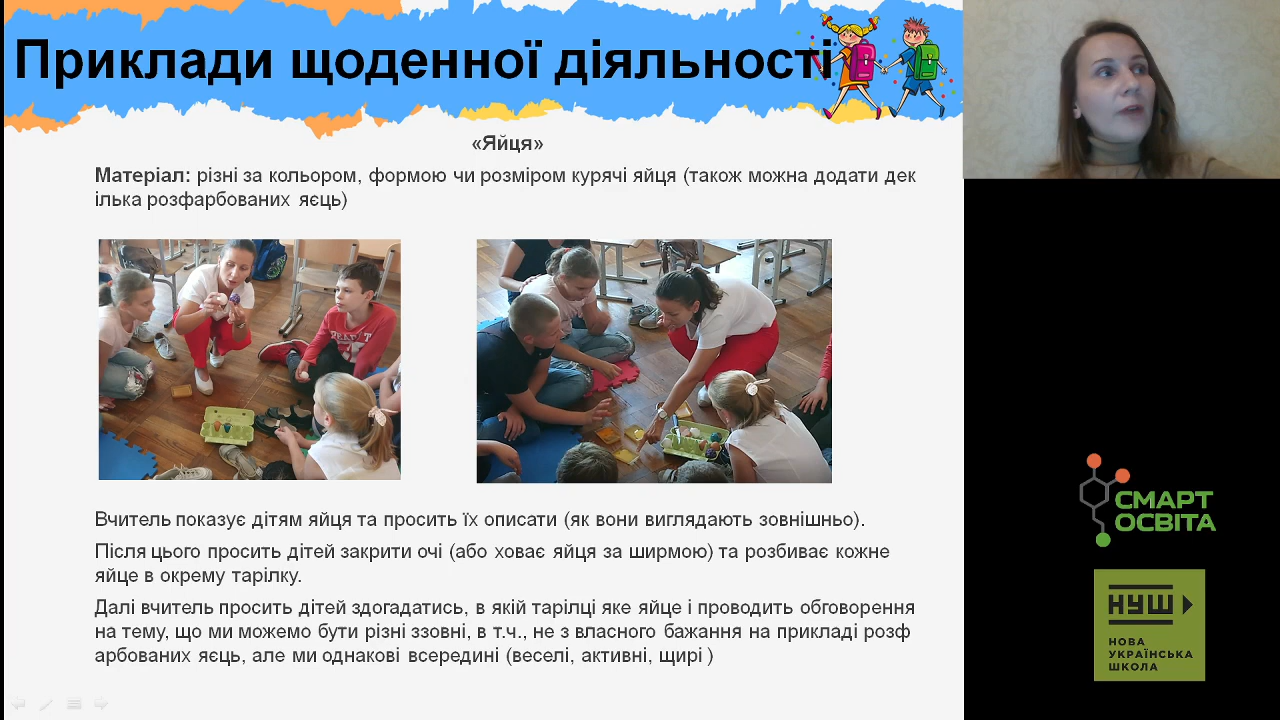 Приклади щоденної діяльності
«Яйця»
Матеріал: різні за кольором, формою чи розміром курячі яйця (також можна додати дек
ілька розфарбованих яєць)
Вчитель показує дітям яйця та просить їх описати (як вони виглядають зовнішньо).
Після цього просить дітей закрити очі (або ховає яйця за ширмою) та розбиває кожне
яйце в окрему тарілку.
Далі вчитель просить дітей здогадатись, в якій тарілці яке яйце і проводить обговорення
на тему, що ми можемо бути різні ззовні, в т.ч., не з власного бажання на прикладі розф
арбованих яєць, але ми однакові всередині (веселі, активні, щирі )
СМАРТ
ОСВІТА
НУШ
НОВА
УКРАЇНСЬКА
ШКОЛА